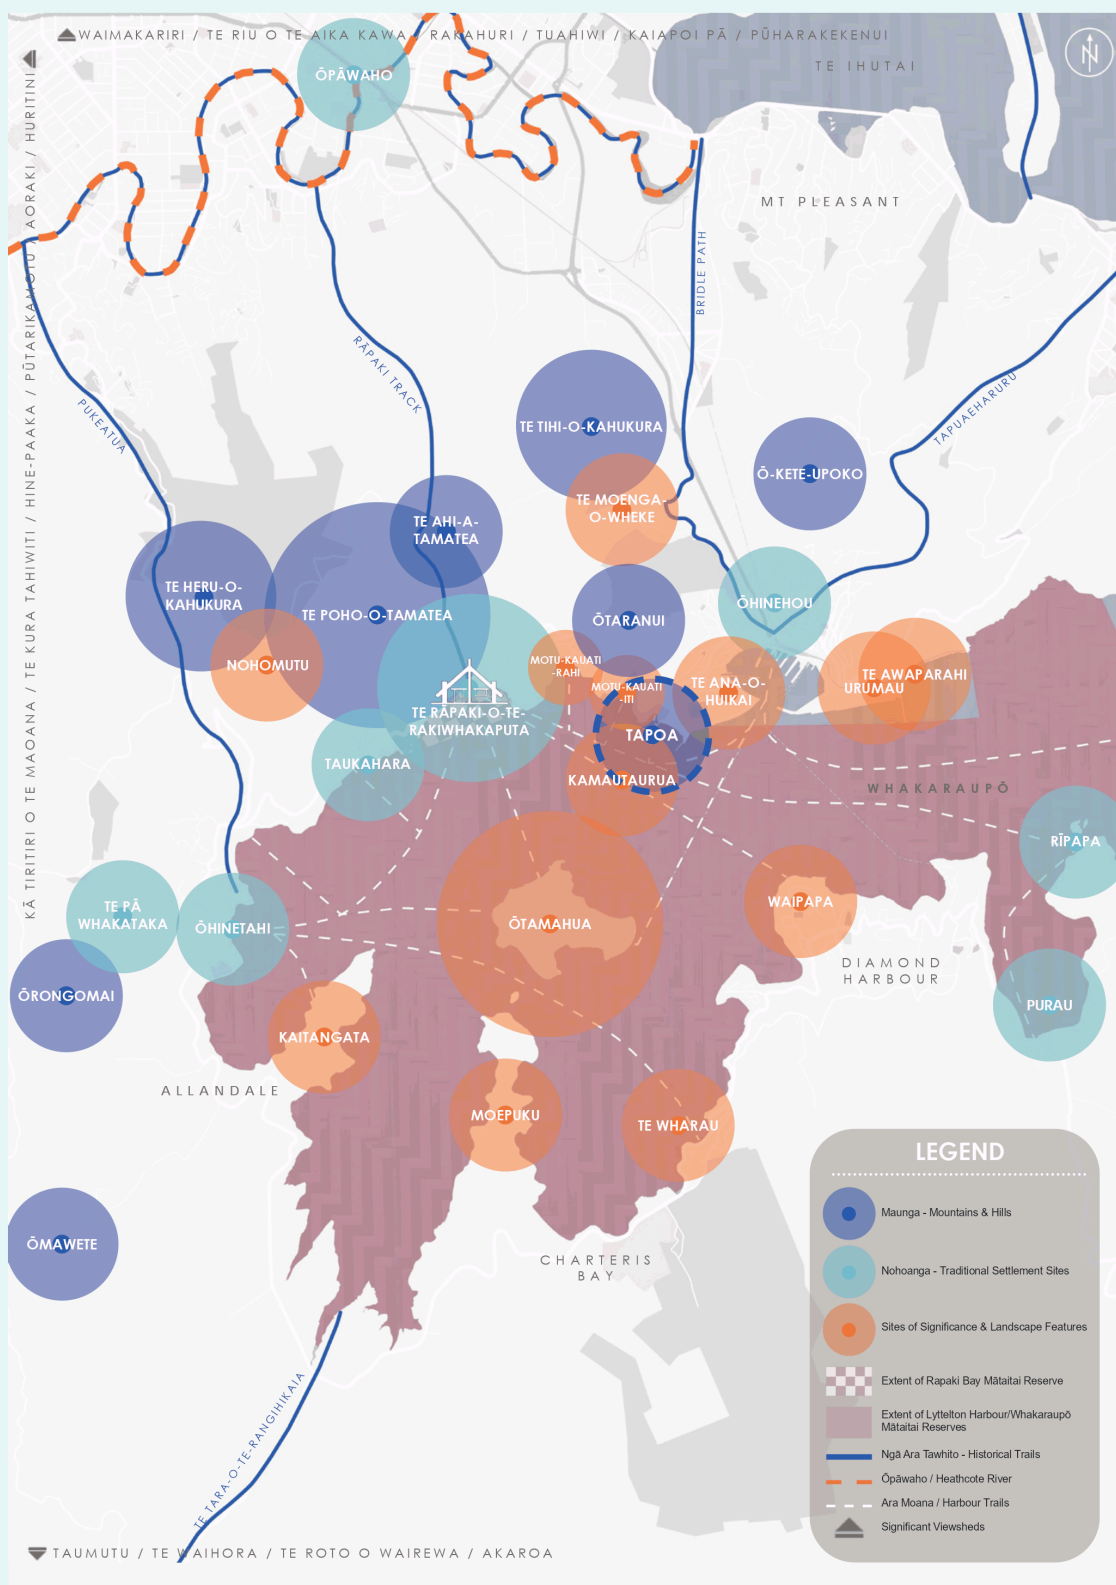 WAIMAKARIRI / TE RIU O TE AIKA KAWA / RAKAHURI / TUAHIWI / KAIAPOI PĀ / PŪHARAKEKENUI
N
TE IHUTAI
ŌPĀWAHO
KĀ TIRITIRI O TE MAOANA / TE KURA TAHIWITI / HINE-PAAKA / PŪTARIKAMOTU / AORAKI / HURITINI
MT PLEASANT
BRIDLE PATH
RĀPAKI TRACK
PUKEATUA
TAPUAEHARURU
TE TIHI-O-KAHUKURA
Ō-KETE-UPOKO
TE MOENGA-
O-WHEKE
TE AHI-A-
TAMATEA
TE HERU-O-
KAHUKURA
TE POHO-O-TAMATEA
ŌTARANUI
ŌHINEHOU
NOHOMUTU
MOTU-KAUATI
-RAHI
MOTU-KAUATI
-ITI
TE ANA-O-
HUIKAI
TE AWAPARAHI
URUMAU
TE RĀPAKI-O-TE-
RAKIWHAKAPUTA
TAPOA
TAUKAHARA
KAMAUTAURUA
WHAKARAUPŌ
RĪPAPA
TE PĀ
WHAKATAKA
ŌHINETAHI
ŌTAMAHUA
WAIPAPA
DIAMOND
HARBOUR
ŌRONGOMAI
PURAU
KAITANGATA
ALLANDALE
MOEPUKU
TE WHARAU
ŌMAWETE
CHARTERIS
BAY
TE TARA-O-TE-RANGIHIKAIA
LEGEND
Maunga - Mountains & Hills
Nohoanga - Traditional Settlement Sites
Sites of Significance & Landscape Features
Extent of Rapaki Bay Mātaitai Reserve
Extent of Lyttelton Harbour/Whakaraupō
Mātaitai Reserves
Ngā Ara Tawhito - Historical Trails
Ōpāwaho / Heathcote River
Ara Moana / Harbour Trails
Significant Viewsheds
TAUMUTU / TE WAIHORA / TE ROTO O WAIREWA / AKAROA